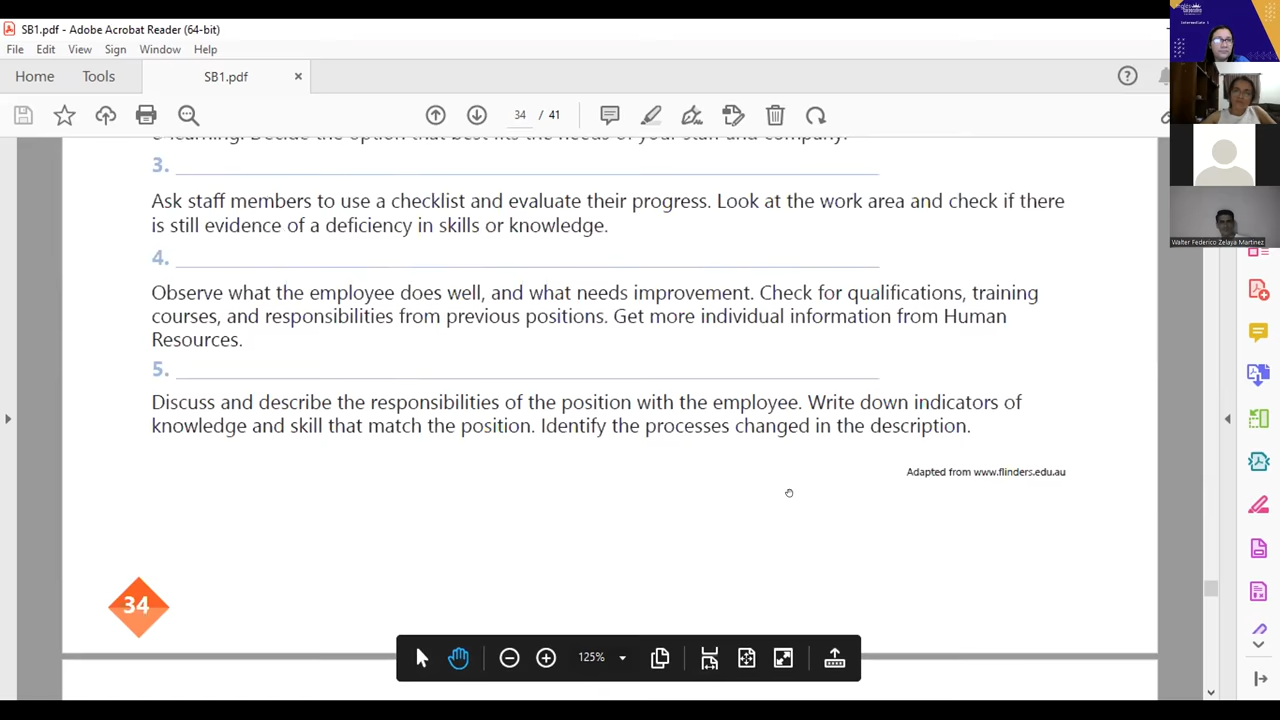 SB1.pdf - Adobe Acrobat Reader (64-bit)
File Edit View Sign Window Help
Home Tools SB1.pdf ×
34 / 41
3.
Ask staff members to use a checklist and evaluate their progress. Look at the work area and check if there
is still evidence of a deficiency in skills or knowledge.
4.
Observe what the employee does well, and what needs improvement. Check for qualifications, training
courses, and responsibilities from previous positions. Get more individual information from Human
Resources.
5.
Discuss and describe the responsibilities of the position with the employee. Write down indicators of
knowledge and skill that match the position. Identify the processes changed in the description.
Adapted from www.flinders.edu.au
34
125%
Intermediate 1
Walter Federico Zelaya Martinez